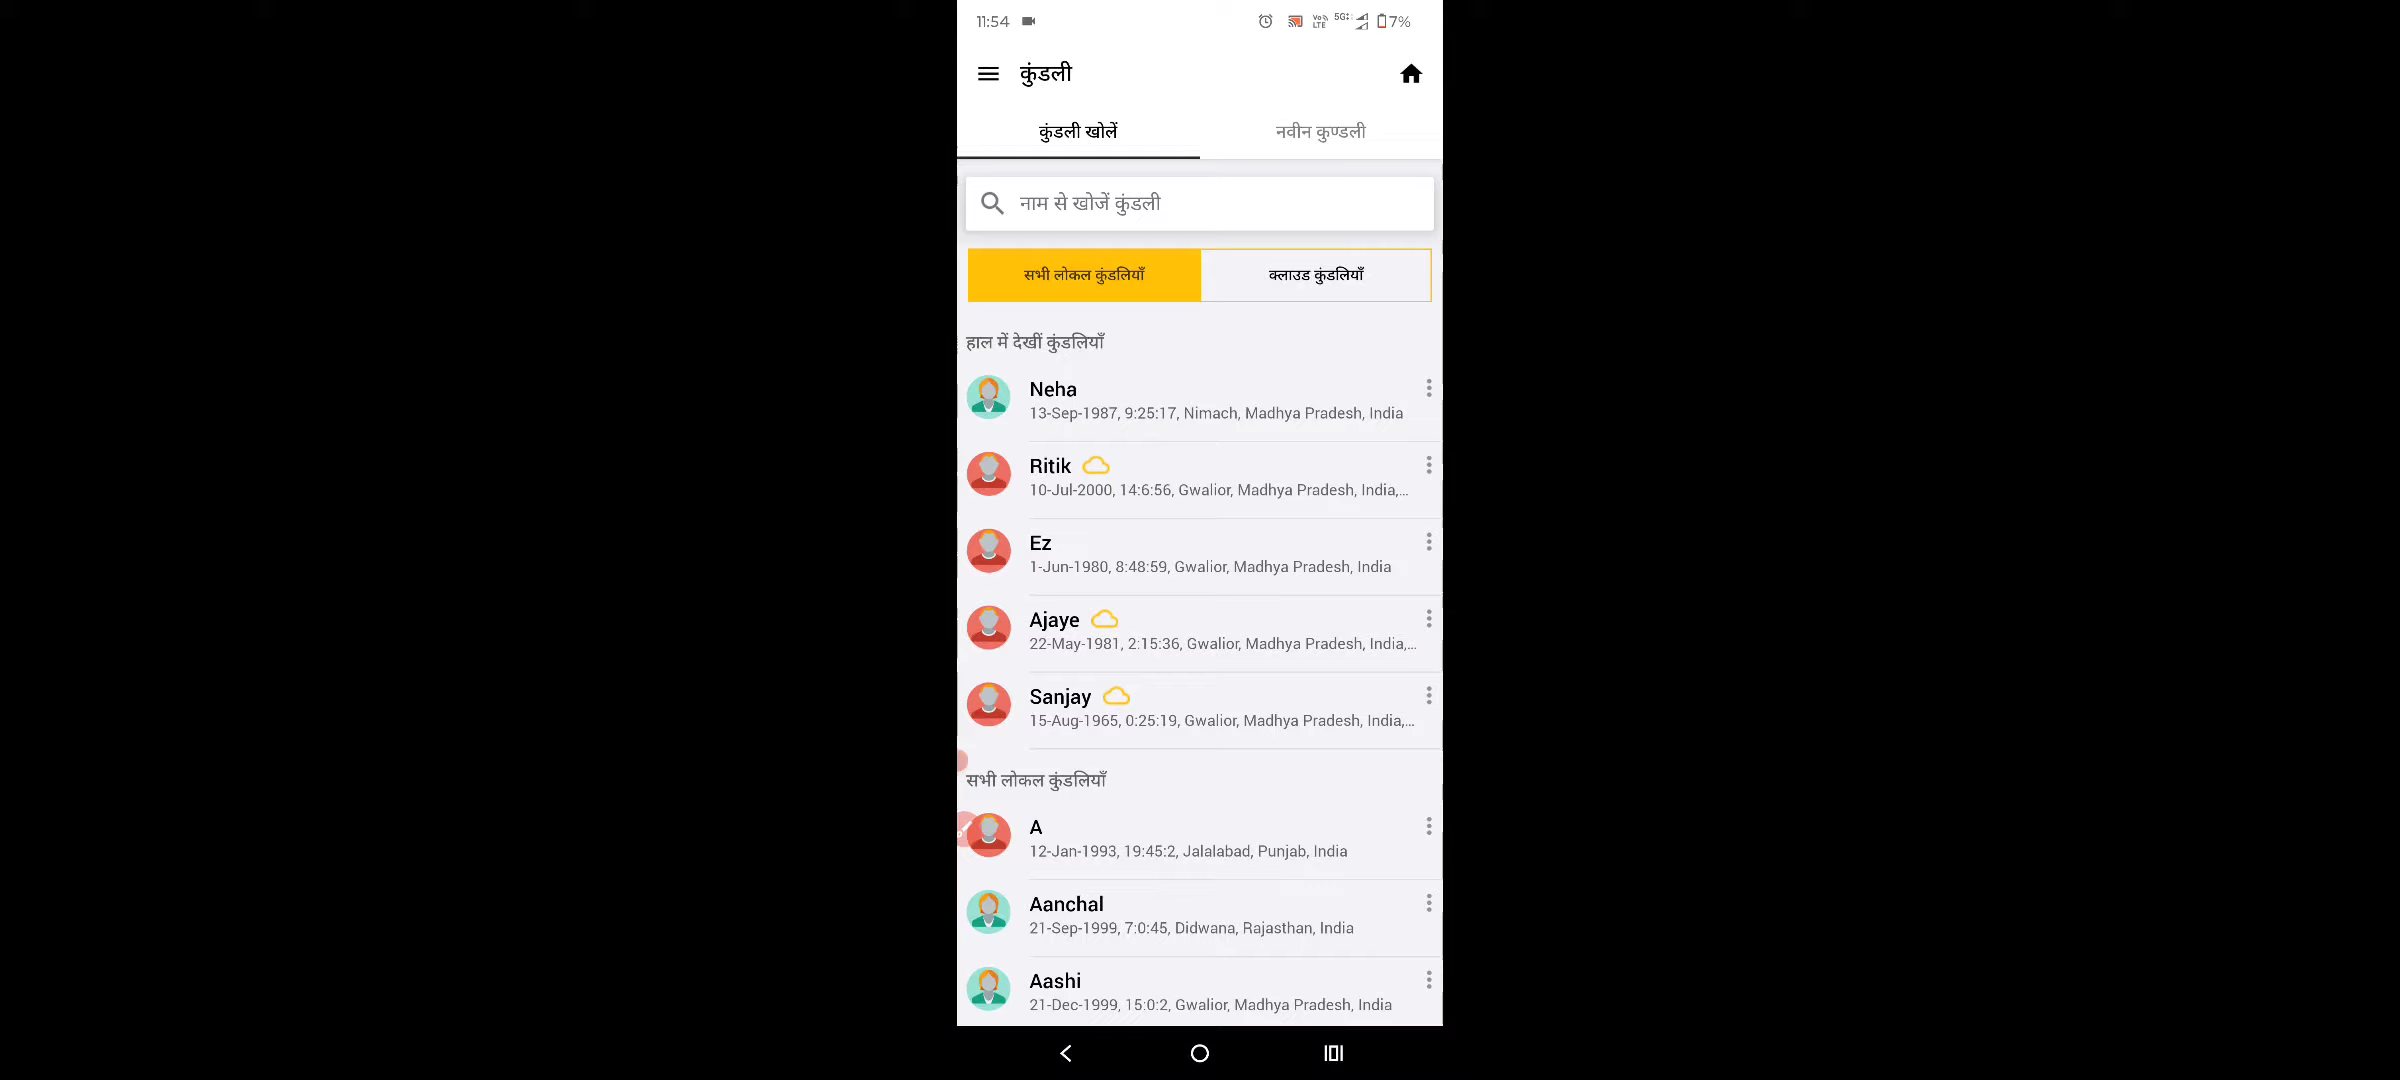 11:54 Vo LTE 5G 7%
कुंडली
कुंडली खोलें नवीन कुण्डली
नाम से खोजें कुंडली
सभी लोकल कुंडलियाँ क्लाउड कुंडलियाँ
हाल में देखीं कुंडलियाँ
Neha
13-Sep-1987, 9:25:17, Nimach, Madhya Pradesh, India
Ritik
10-Jul-2000, 14:6:56, Gwalior, Madhya Pradesh, India,...
Ez
1-Jun-1980, 8:48:59, Gwalior, Madhya Pradesh, India
Ajaye
22-May-1981, 2:15:36, Gwalior, Madhya Pradesh, India,...
Sanjay
15-Aug-1965, 0:25:19, Gwalior, Madhya Pradesh, India,...
सभी लोकल कुंडलियाँ
A
12-Jan-1993, 19:45:2, Jalalabad, Punjab, India
Aanchal
21-Sep-1999, 7:0:45, Didwana, Rajasthan, India
Aashi
21-Dec-1999, 15:0:2, Gwalior, Madhya Pradesh, India